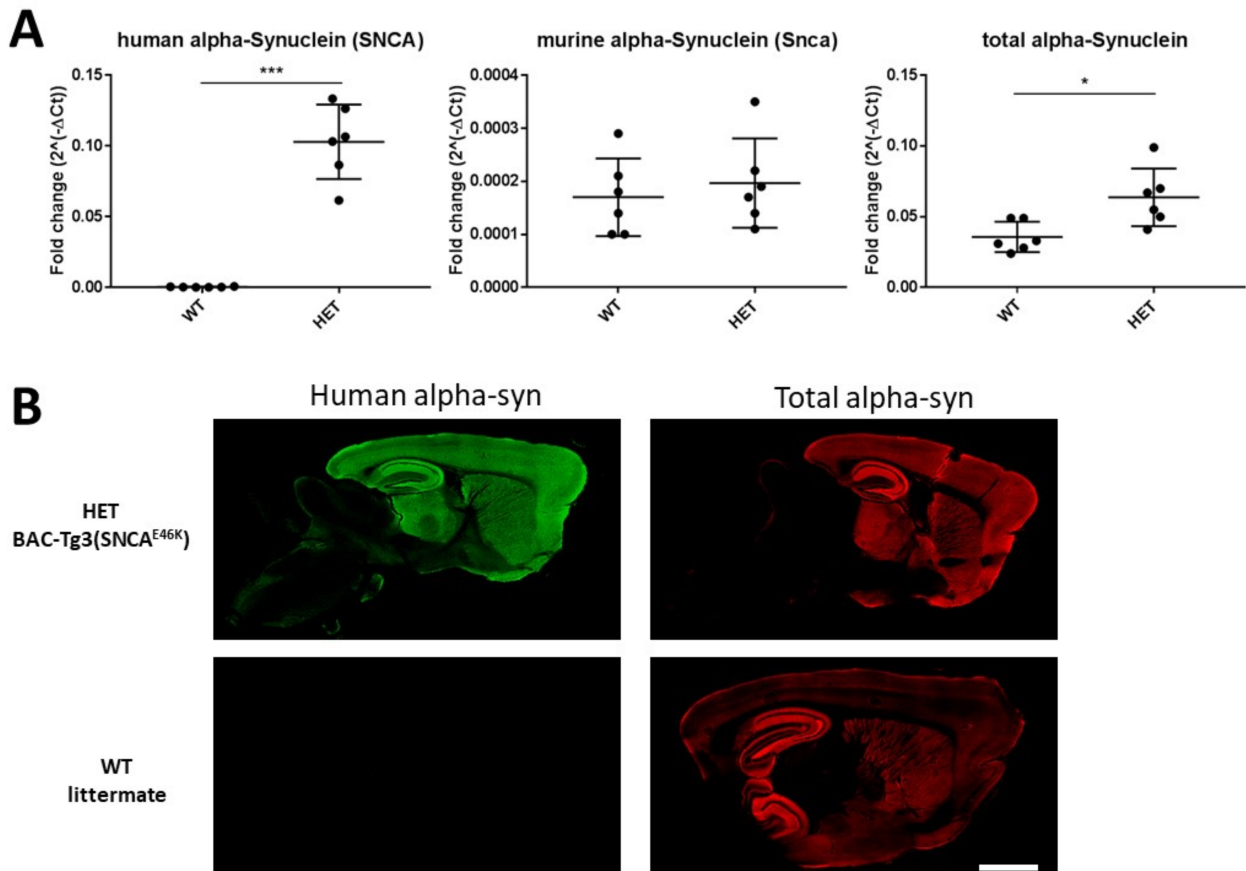 A
human alpha-Synuclein (SNCA)
Fold change (2^(-ΔCt))
0.15
0.10
0.05
0.00
***
WT
HET
murine alpha-Synuclein (Snca)
Fold change (2^(-ΔCt))
0.0004
0.0003
0.0002
0.0001
0.0000
WT
HET
total alpha-Synuclein
Fold change (2^(-ΔCt))
0.15
0.10
0.05
0.00
*
WT
HET
B
Human alpha-syn
Total alpha-syn
HET
BAC-Tg3(SNCA^E46K)
WT
littermate